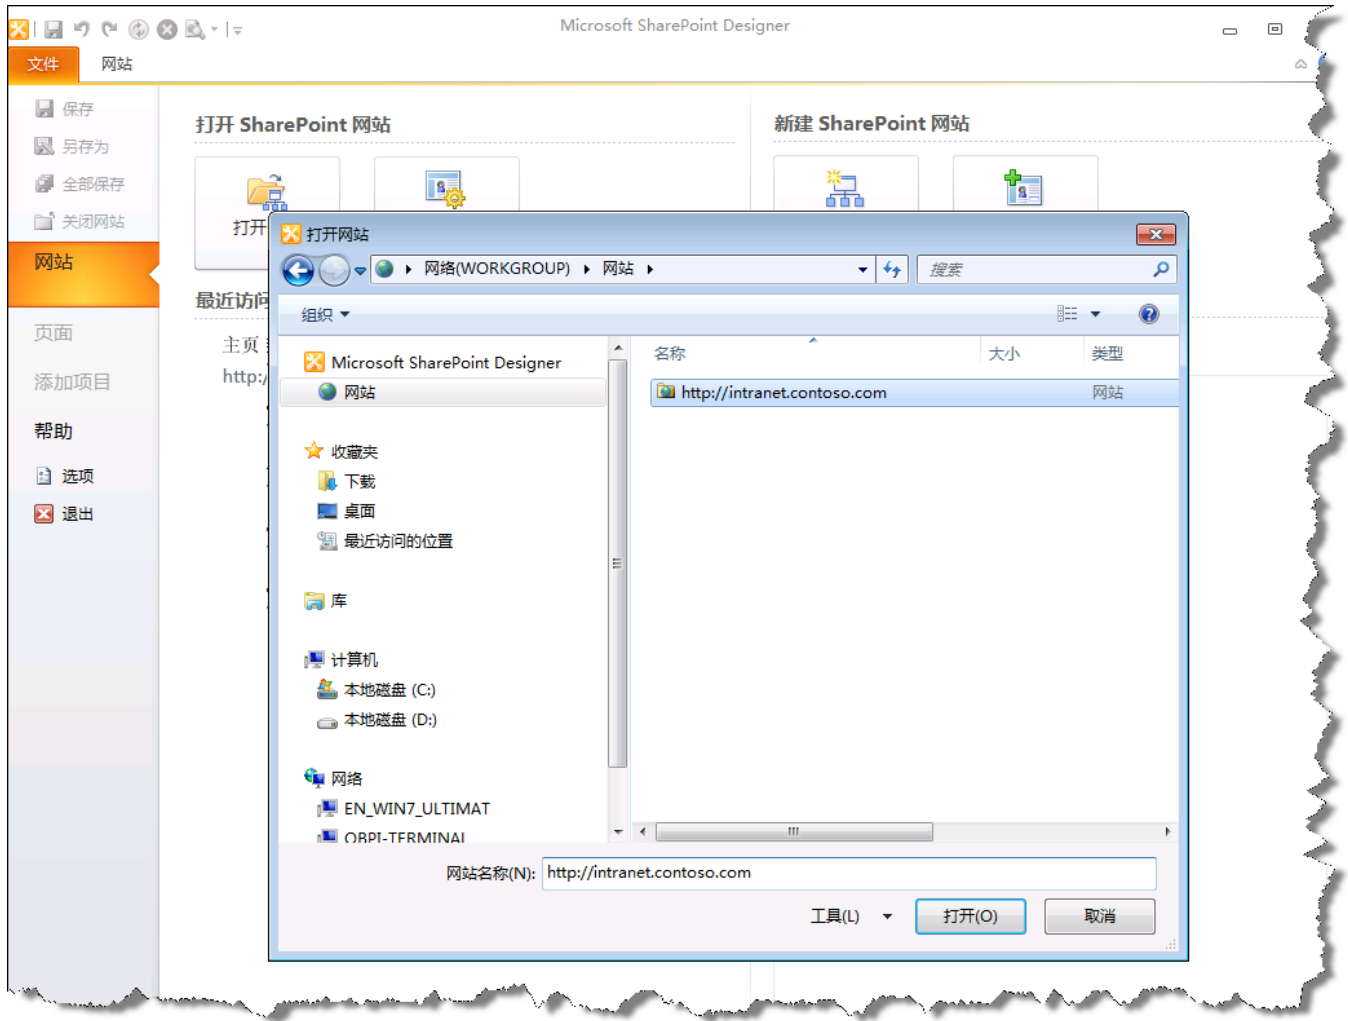 Microsoft SharePoint Designer
文件
网站
保存
另存为
全部保存
关闭网站
网站
页面
添加项目
帮助
选项
退出
打开 SharePoint 网站
新建 SharePoint 网站
打开
最近访问
主页
http:/
打开网站
网络(WORKGROUP)
网站
搜索
组织
Microsoft SharePoint Designer
网站
收藏夹
下载
桌面
最近访问的位置
库
计算机
本地磁盘 (C:)
本地磁盘 (D:)
网络
EN_WIN7_ULTIMAT
OBPI-TERMINAL
名称
大小
类型
http://intranet.contoso.com
网站
网站名称(N):
http://intranet.contoso.com
工具(L)
打开(O)
取消